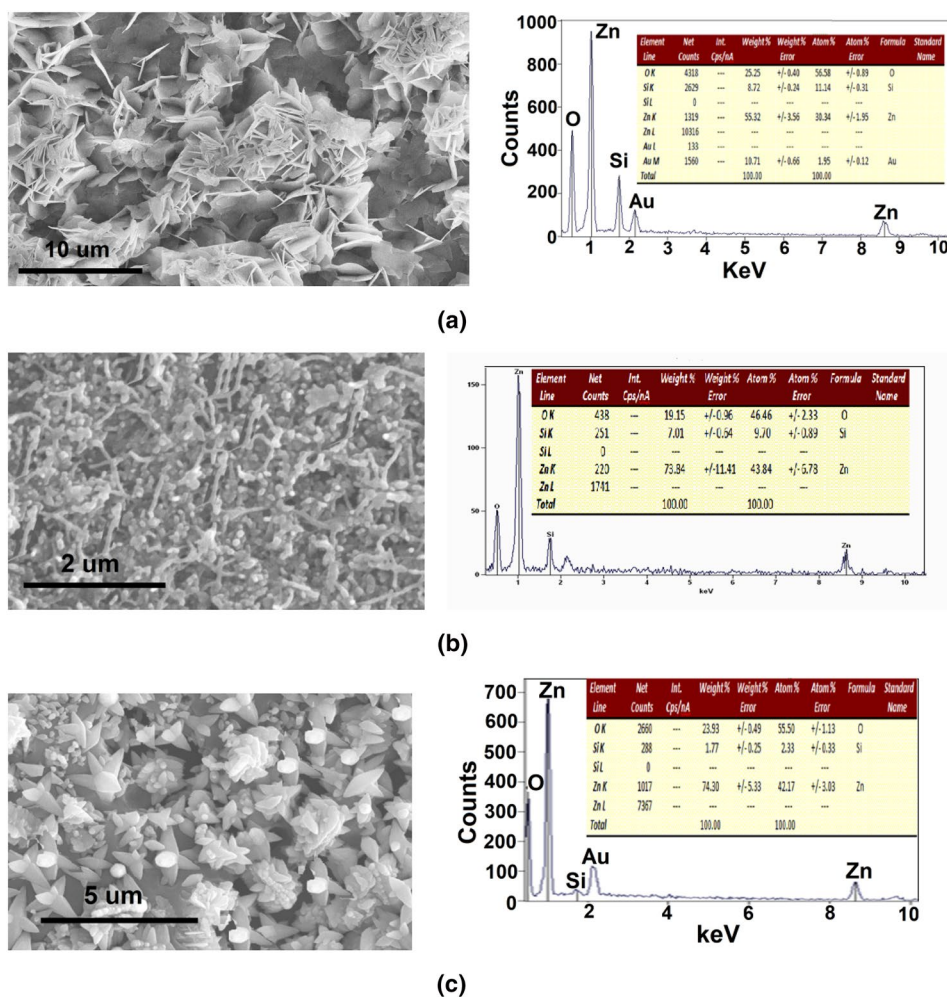 10 um
1000
800
600
400
200
0
Counts
O
Zn
Si
Au
Zn
1 2 3 4 5 6 7 8 9 10
KeV
Element Net Int. Weight% Weight% Atom% Atom% Formula Standard
Line Counts Cps/nA Error Error Name
O K 4318 --- 25.25 +/-0.40 56.58 +/-0.89 O
Si K 2629 --- 8.72 +/-0.24 11.14 +/-0.31 Si
Si L 0 --- --- --- --- ---
Zn K 1319 --- 55.32 +/-3.56 30.34 +/-1.95 Zn
Zn L 10316 --- --- --- --- ---
Au L 133 --- --- --- --- ---
Au M 1560 --- 10.71 +/-0.66 1.95 +/-0.12 Au
Total 100.00 100.00
(a)
2 um
150
100
50
0
O
Zn
Si
Zn
1 2 3 4 5 6 7 8 9 10
keV
Element Net Int. Weight% Weight% Atom% Atom% Formula Standard
Line Counts Cps/nA Error Error Name
O K 438 --- 19.15 +/-0.96 46.46 +/-2.33 O
Si K 251 --- 7.01 +/-0.64 9.70 +/-0.89 Si
Si L 0 --- --- --- --- ---
Zn K 220 --- 73.84 +/-11.41 43.84 +/-6.78 Zn
Zn L 1741 --- --- --- --- ---
Total 100.00 100.00
(b)
5 um
700
600
500
400
300
200
100
0
Counts
O
Zn
Si
Au
Zn
2 4 6 8 10
keV
Element Net Int. Weight% Weight% Atom% Atom% Formula Standard
Line Counts Cps/nA Error Error Name
O K 2660 --- 23.93 +/-0.49 55.50 +/-1.13 O
Si K 288 --- 1.77 +/-0.25 2.33 +/-0.33 Si
Si L 0 --- --- --- --- ---
Zn K 1017 --- 74.30 +/-5.33 42.17 +/-3.03 Zn
Zn L 7367 --- --- --- --- ---
Total 100.00 100.00
(c)